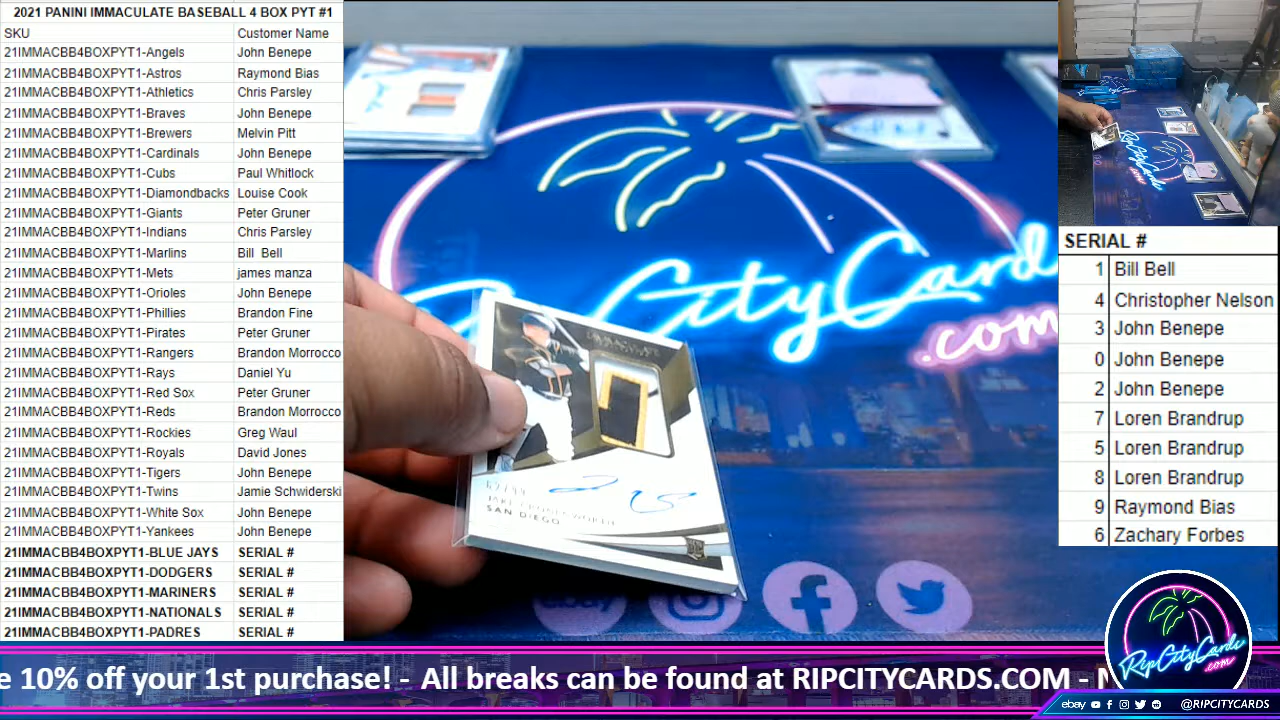 2021 PANINI IMMACULATE BASEBALL 4 BOX PYT #1
SKU Customer Name
21IMMACBB4BOXPYT1-Angels John Benepe
21IMMACBB4BOXPYT1-Astros Raymond Bias
21IMMACBB4BOXPYT1-Athletics Chris Parsley
21IMMACBB4BOXPYT1-Braves John Benepe
21IMMACBB4BOXPYT1-Brewers Melvin Pitt
21IMMACBB4BOXPYT1-Cardinals John Benepe
21IMMACBB4BOXPYT1-Cubs Paul Whitlock
21IMMACBB4BOXPYT1-Diamondbacks Louise Cook
21IMMACBB4BOXPYT1-Giants Peter Gruner
21IMMACBB4BOXPYT1-Indians Chris Parsley
21IMMACBB4BOXPYT1-Marlins Bill Bell
21IMMACBB4BOXPYT1-Mets james manza
21IMMACBB4BOXPYT1-Orioles John Benepe
21IMMACBB4BOXPYT1-Phillies Brandon Fine
21IMMACBB4BOXPYT1-Pirates Peter Gruner
21IMMACBB4BOXPYT1-Rangers Brandon Morrocco
21IMMACBB4BOXPYT1-Rays Daniel Yu
21IMMACBB4BOXPYT1-Red Sox Peter Gruner
21IMMACBB4BOXPYT1-Reds Brandon Morrocco
21IMMACBB4BOXPYT1-Rockies Greg Waul
21IMMACBB4BOXPYT1-Royals David Jones
21IMMACBB4BOXPYT1-Tigers John Benepe
21IMMACBB4BOXPYT1-Twins Jamie Schwiderski
21IMMACBB4BOXPYT1-White Sox John Benepe
21IMMACBB4BOXPYT1-Yankees John Benepe
21IMMACBB4BOXPYT1-BLUE JAYS SERIAL #
21IMMACBB4BOXPYT1-DODGERS SERIAL #
21IMMACBB4BOXPYT1-MARINERS SERIAL #
21IMMACBB4BOXPYT1-NATIONALS SERIAL #
21IMMACBB4BOXPYT1-PADRES SERIAL #
SERIAL #
1 Bill Bell
4 Christopher Nelson
3 John Benepe
0 John Benepe
2 John Benepe
7 Loren Brandrup
5 Loren Brandrup
8 Loren Brandrup
9 Raymond Bias
6 Zachary Forbes
City Card
.com
SAN DIEGO
ebay
RipCityCards
.com
e 10% off your 1st purchase! - All breaks can be found at RIPCITYCARDS.COM - N
ebay @RIPCITYCARDS